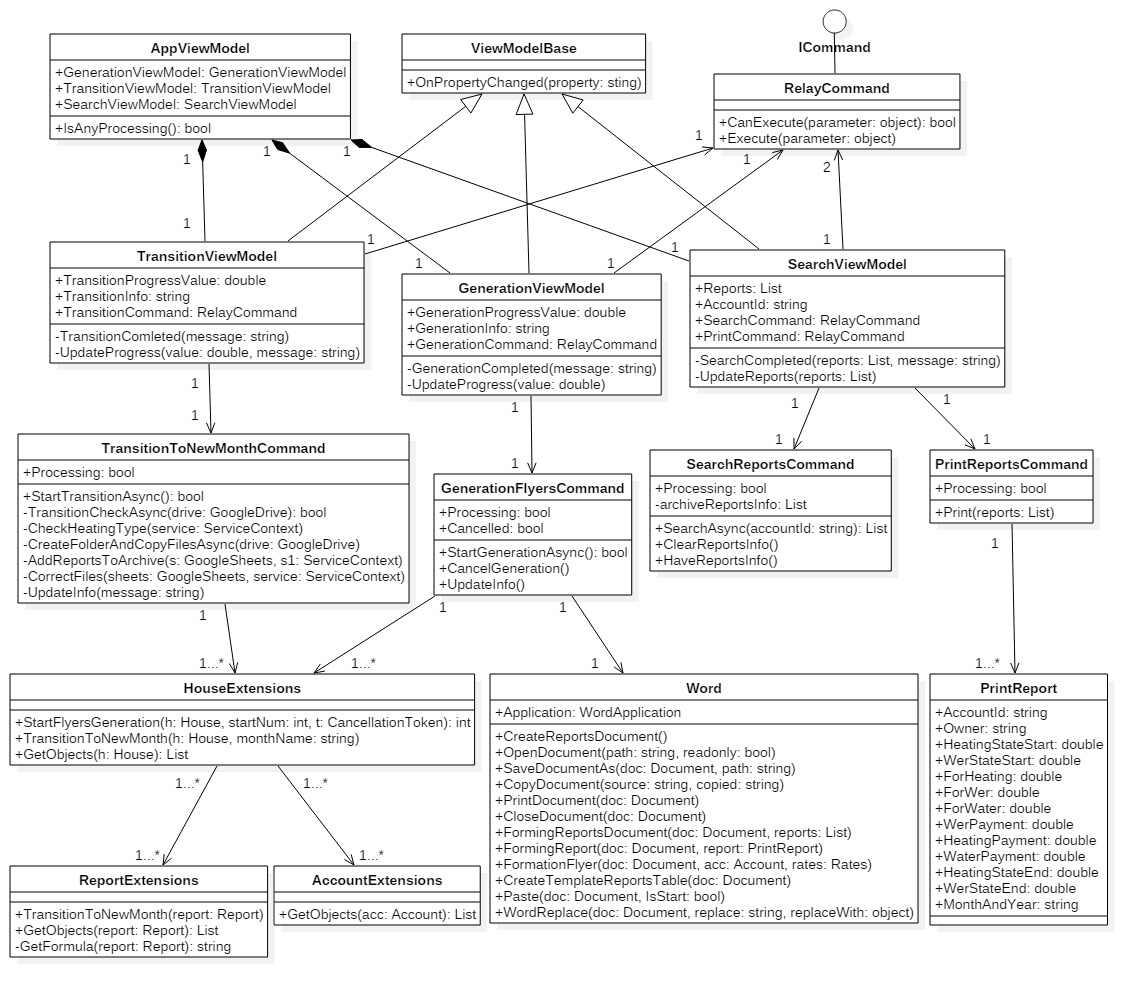 ICommand
AppViewModel
+GenerationViewModel: GenerationViewModel
+TransitionViewModel: TransitionViewModel
+SearchViewModel: SearchViewModel
+IsAnyProcessing(): bool
ViewModelBase
+OnPropertyChanged(property: sting)
RelayCommand
+CanExecute(parameter: object): bool
+Execute(parameter: object)
1
1
1
1
1
2
1
1
1
1
1
1
TransitionViewModel
+TransitionProgressValue: double
+TransitionInfo: string
+TransitionCommand: RelayCommand
-TransitionComleted(message: string)
-UpdateProgress(value: double, message: string)
GenerationViewModel
+GenerationProgressValue: double
+GenerationInfo: string
+GenerationCommand: RelayCommand
-GenerationCompleted(message: string)
-UpdateProgress(value: double)
SearchViewModel
+Reports: List
+AccountId: string
+SearchCommand: RelayCommand
+PrintCommand: RelayCommand
-SearchCompleted(reports: List, message: string)
-UpdateReports(reports: List)
1
1
1
1
1
1
1
1
TransitionToNewMonthCommand
+Processing: bool
+StartTransitionAsync(): bool
-TransitionCheckAsync(drive: GoogleDrive): bool
-CheckHeatingType(service: ServiceContext)
-CreateFolderAndCopyFilesAsync(drive: GoogleDrive)
-AddReportsToArchive(s: GoogleSheets, s1: ServiceContext)
-CorrectFiles(sheets: GoogleSheets, service: ServiceContext)
-UpdateInfo(message: string)
GenerationFlyersCommand
+Processing: bool
+Cancelled: bool
+StartGenerationAsync(): bool
+CancelGeneration()
+UpdateInfo()
SearchReportsCommand
+Processing: bool
-archiveReportsInfo: List
+SearchAsync(accountId: string): List
+ClearReportsInfo()
+HaveReportsInfo()
PrintReportsCommand
+Processing: bool
+Print(reports: List)
1
1
1
1
1...*
1...*
1
1...*
HouseExtensions
+StartFlyersGeneration(h: House, startNum: int, t: CancellationToken): int
+TransitionToNewMonth(h: House, monthName: string)
+GetObjects(h: House): List
Word
+Application: WordApplication
+CreateReportsDocument()
+OpenDocument(path: string, readonly: bool)
+SaveDocumentAs(doc: Document, path: string)
+CopyDocument(source: string, copied: string)
+PrintDocument(doc: Document)
+CloseDocument(doc: Document)
+FormingReportsDocument(doc: Document, reports: List)
+FormingReport(doc: Document, report: PrintReport)
+FormationFlyer(doc: Document, acc: Account, rates: Rates)
+CreateTemplateReportsTable(doc: Document)
+Paste(doc: Document, IsStart: bool)
+WordReplace(doc: Document, replace: string, replaceWith: object)
PrintReport
+AccountId: string
+Owner: string
+HeatingStateStart: double
+WerStateStart: double
+ForHeating: double
+ForWer: double
+ForWater: double
+WerPayment: double
+HeatingPayment: double
+WaterPayment: double
+HeatingStateEnd: double
+WerStateEnd: double
+MonthAndYear: string
1...*
1...*
1...*
1...*
ReportExtensions
+TransitionToNewMonth(report: Report)
+GetObjects(report: Report): List
-GetFormula(report: Report): string
AccountExtensions
+GetObjects(acc: Account): List